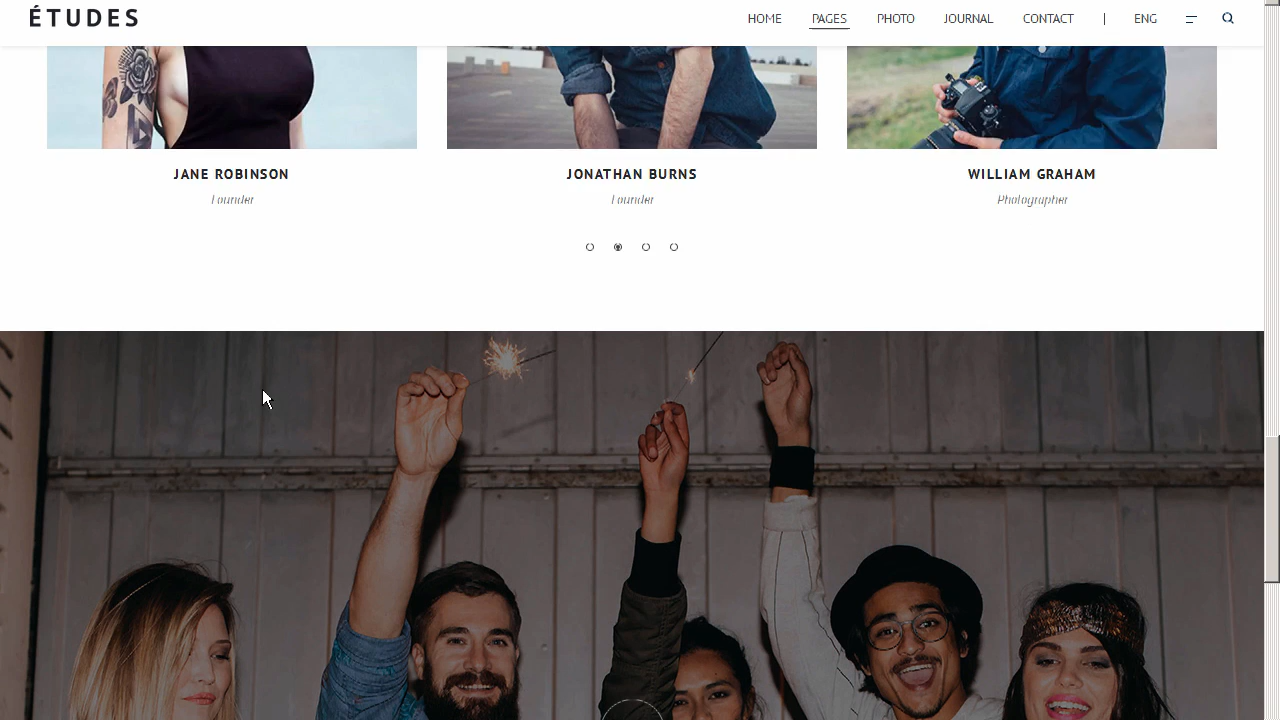 ÉTUDES
HOME PAGES PHOTO JOURNAL CONTACT | ENG
JANE ROBINSON
JONATHAN BURNS
WILLIAM GRAHAM
Founder
Founder
Photographer